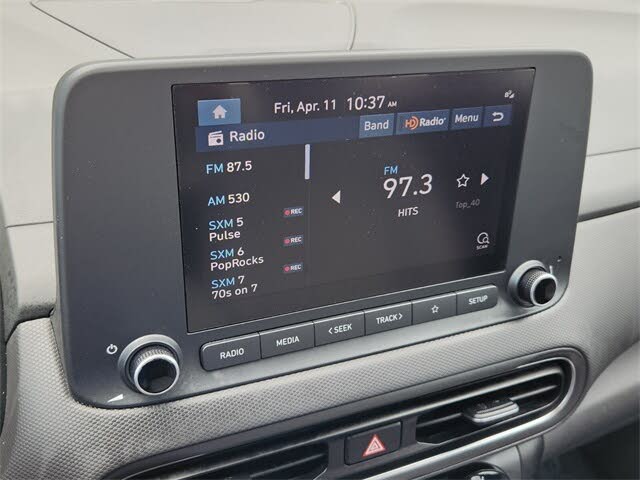 Fri, Apr. 11 10:37 AM
Radio Band HD Radio Menu
FM 87.5
AM 530
SXM 5 REC
Pulse
SXM 6 REC
PopRocks
SXM 7 REC
70s on 7
FM
97.3
HITS
Top_40
SCAN
RADIO MEDIA <SEEK TRACK> SETUP